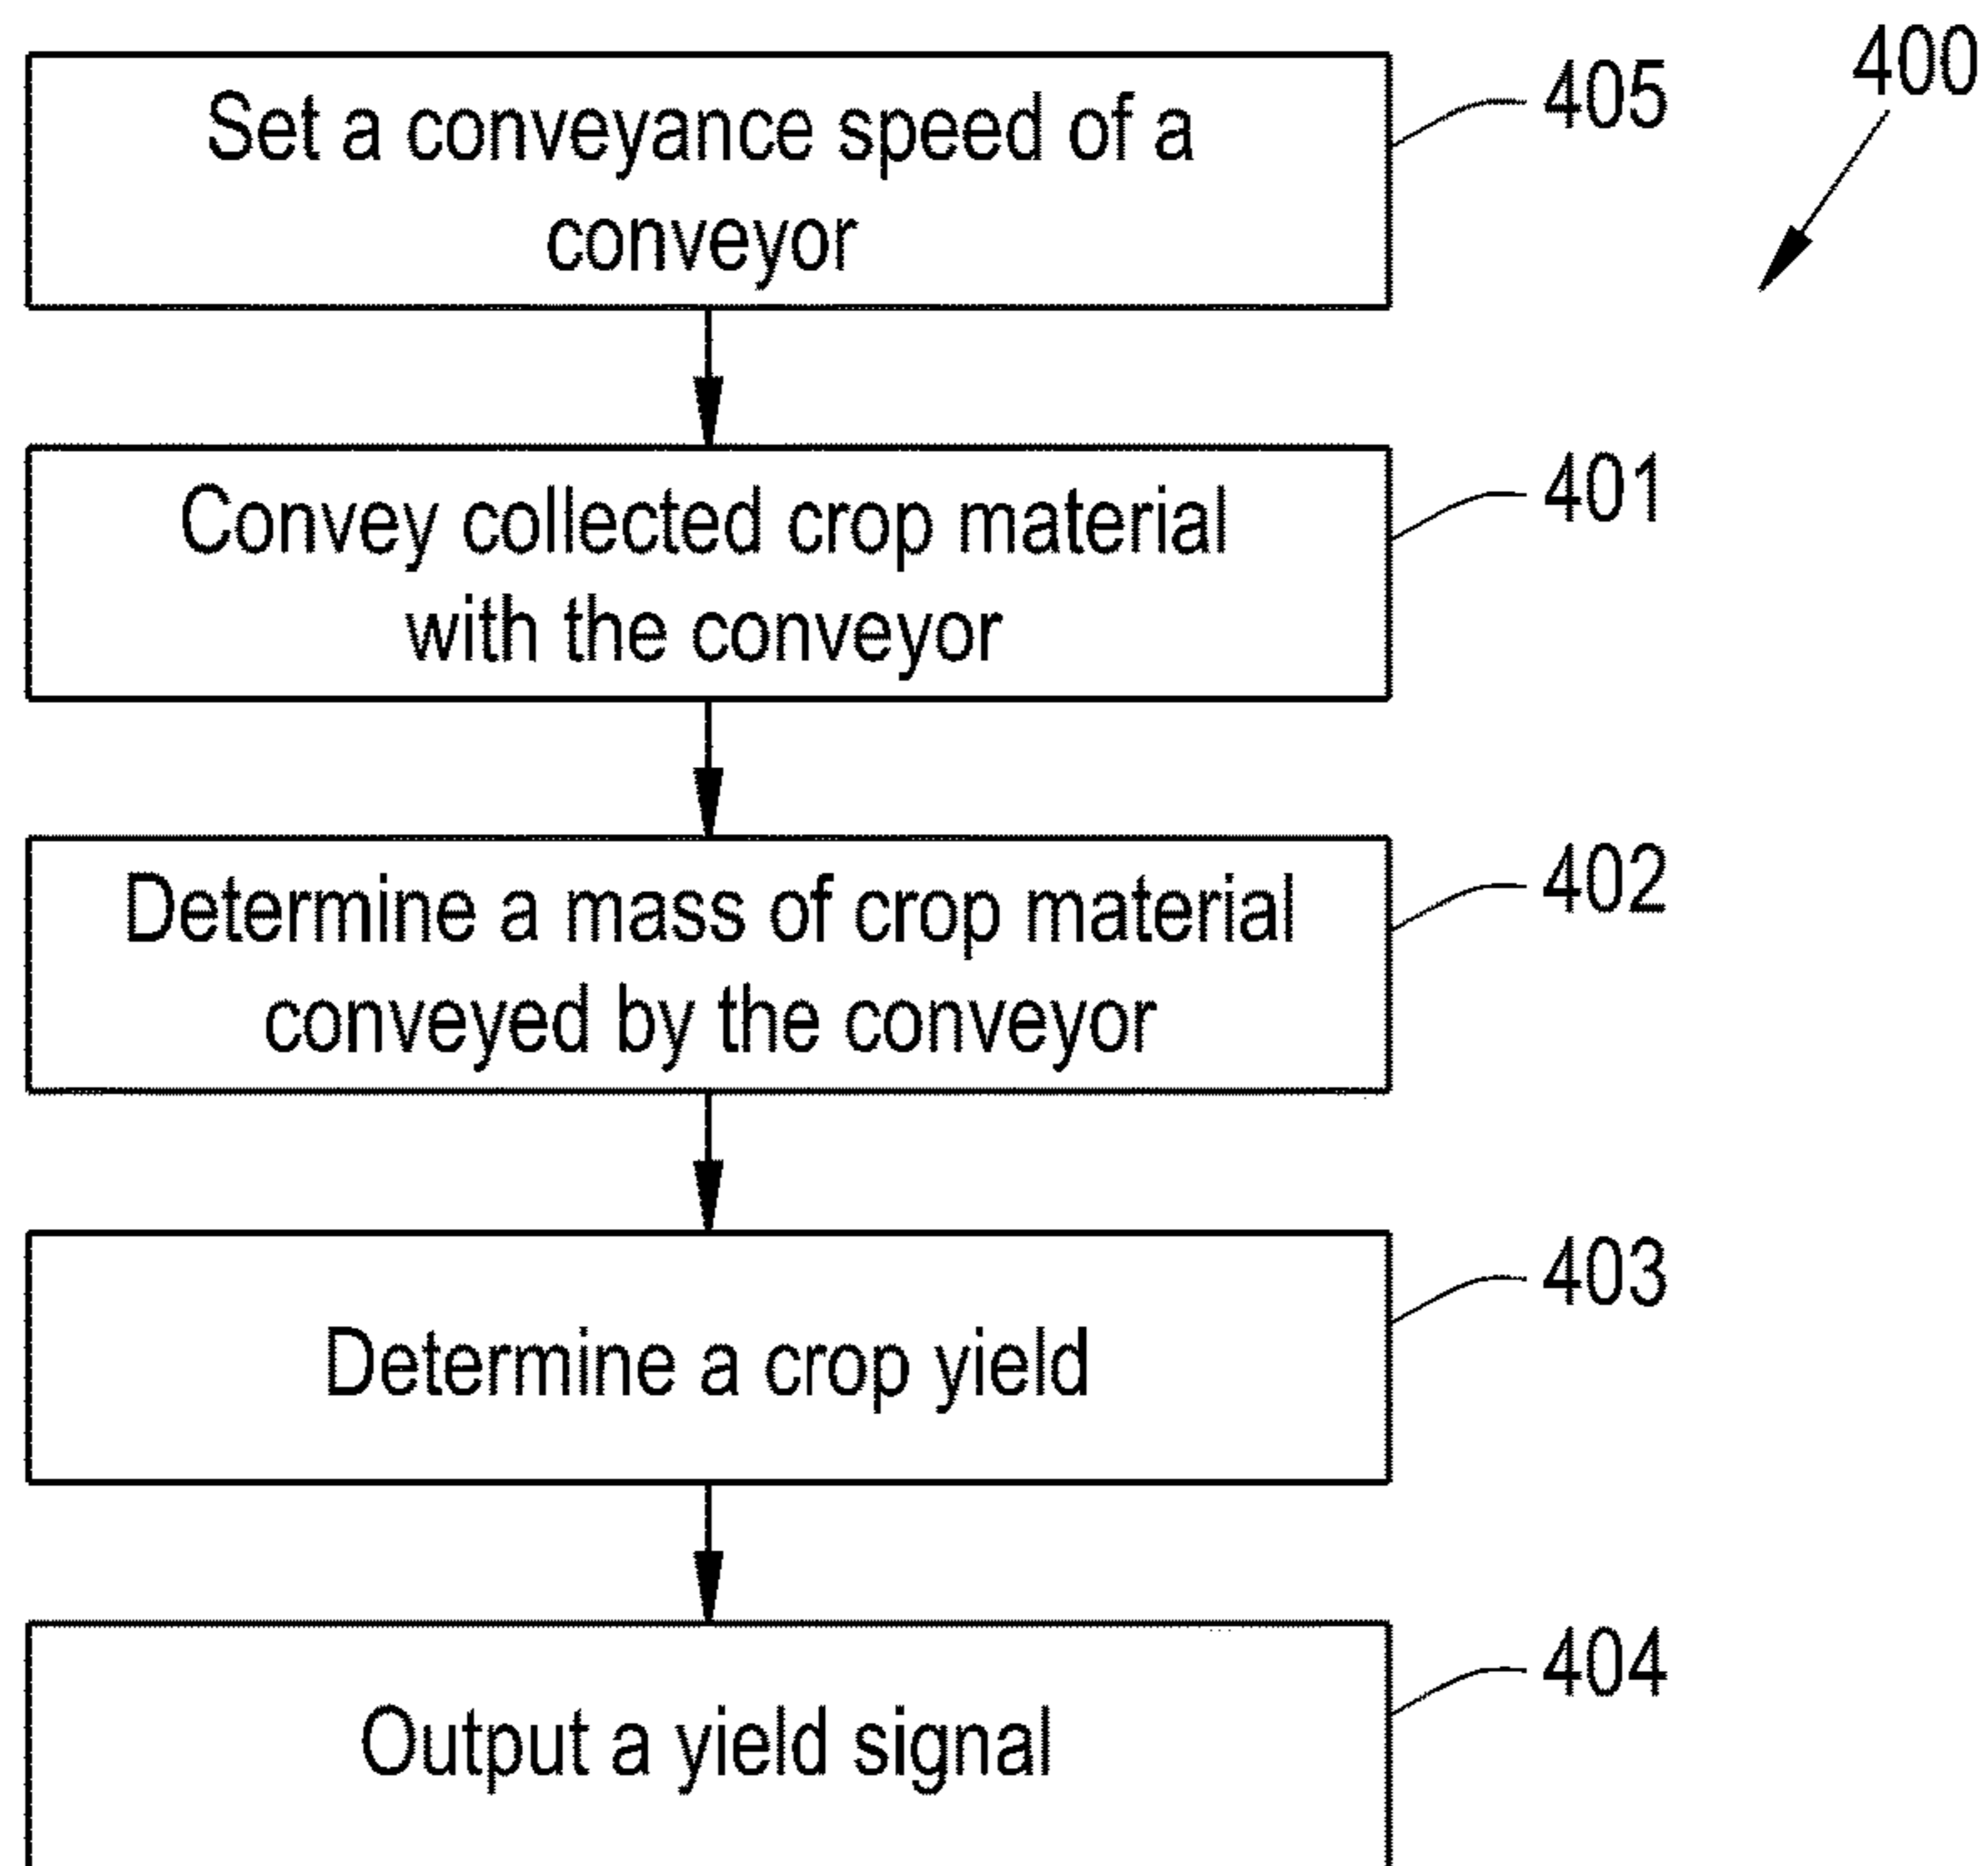 400
Set a conveyance speed of a
conveyor
405
Convey collected crop material
with the conveyor
401
Determine a mass of crop material
conveyed by the conveyor
402
Determine a crop yield
403
Output a yield signal
404